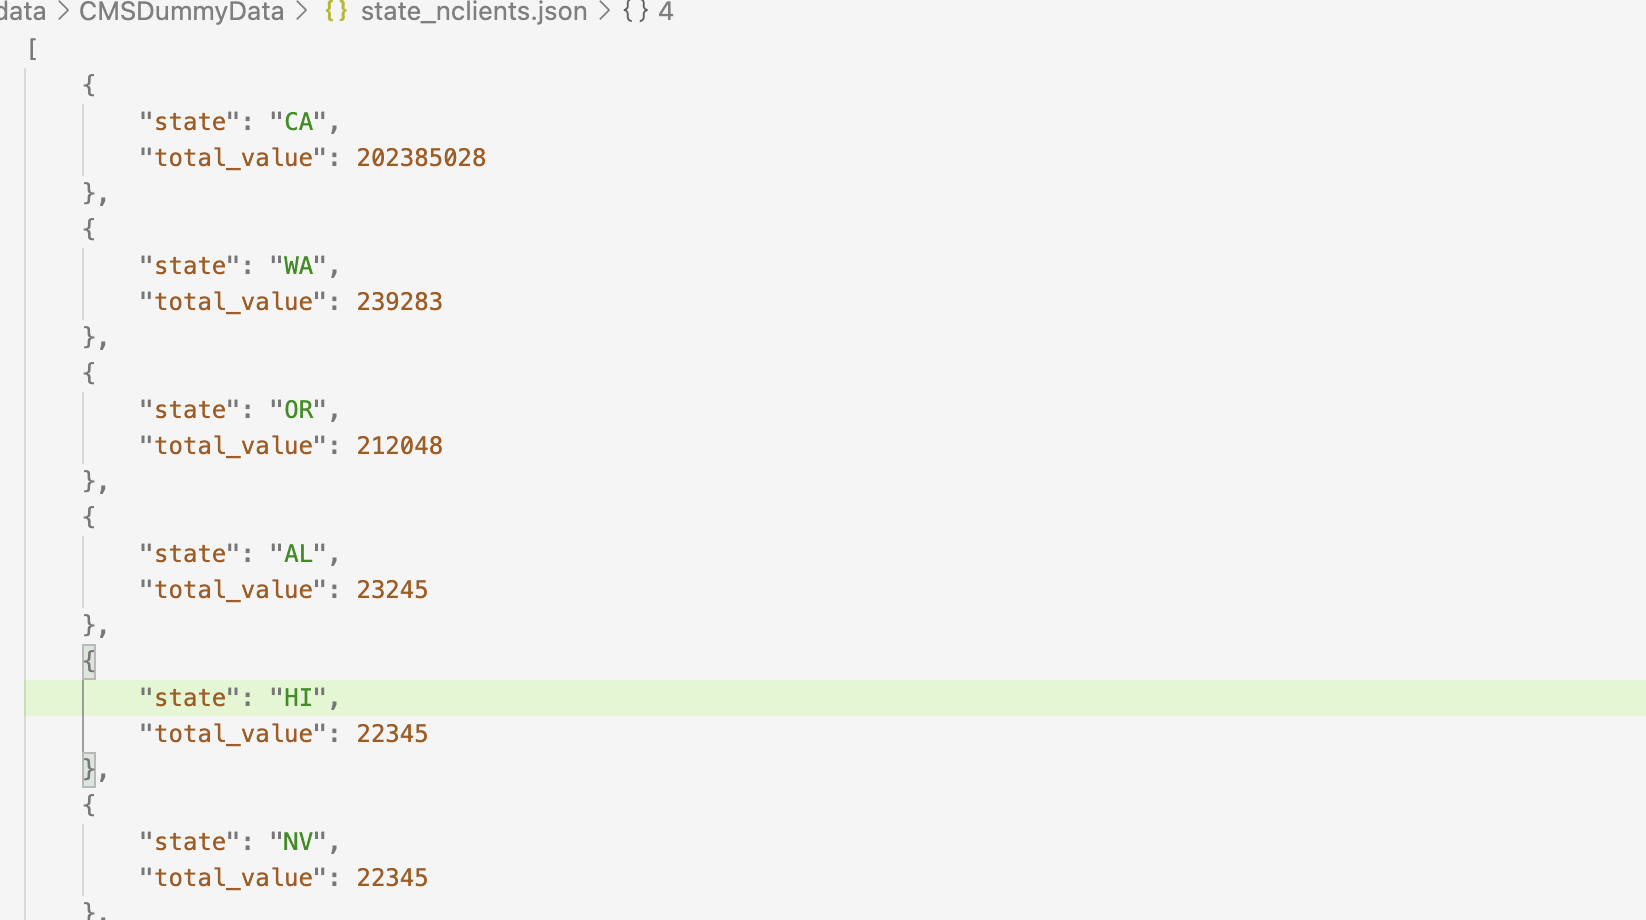 data > CMSDummyData > {} state_nclients.json > {} 4
[
{
"state": "CA",
"total_value": 202385028
},
{
"state": "WA",
"total_value": 239283
},
{
"state": "OR",
"total_value": 212048
},
{
"state": "AL",
"total_value": 23245
},
{
"state": "HI",
"total_value": 22345
},
{
"state": "NV",
"total_value": 22345
},